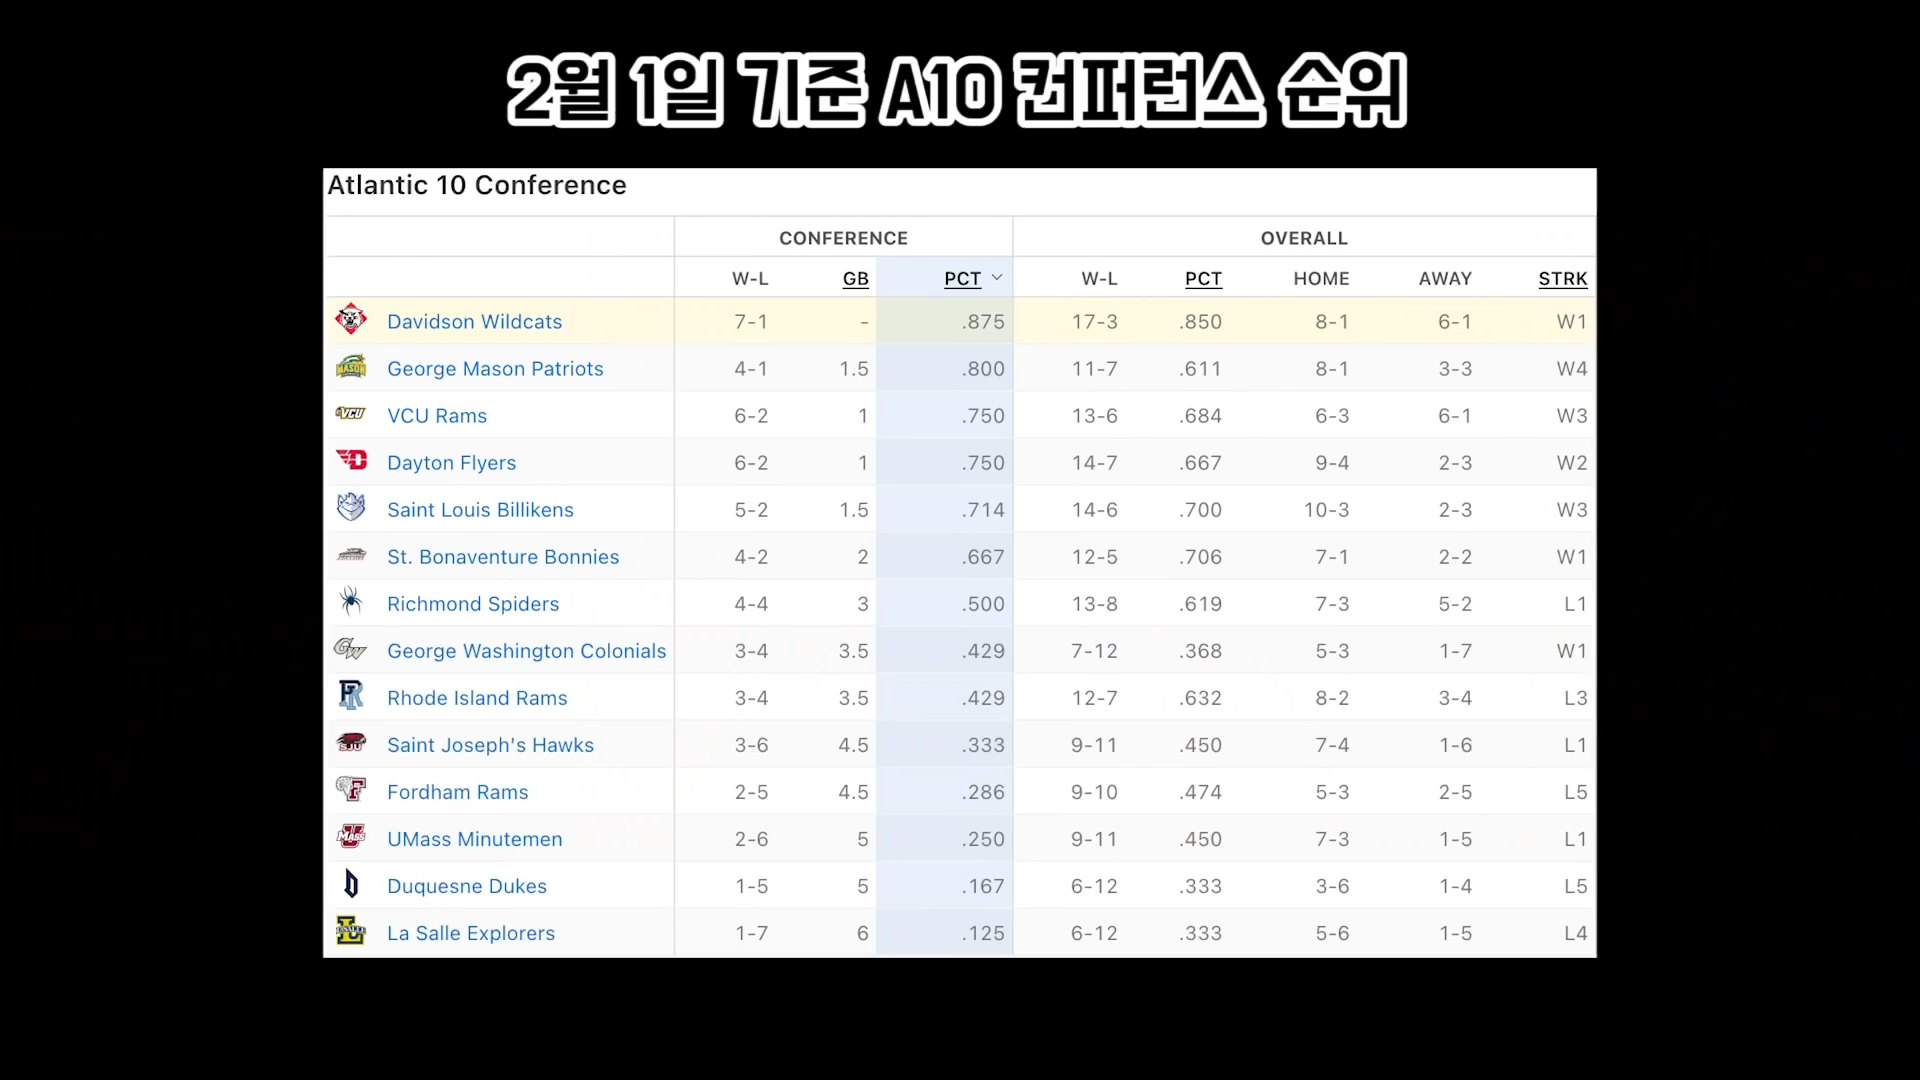 2월 1일 기준 A10 컨퍼런스 순위
Atlantic 10 Conference
CONFERENCE OVERALL
W-L GB PCT W-L PCT HOME AWAY STRK
Davidson Wildcats 7-1 - .875 17-3 .850 8-1 6-1 W1
George Mason Patriots 4-1 1.5 .800 11-7 .611 8-1 3-3 W4
VCU Rams 6-2 1 .750 13-6 .684 6-3 6-1 W3
Dayton Flyers 6-2 1 .750 14-7 .667 9-4 2-3 W2
Saint Louis Billikens 5-2 1.5 .714 14-6 .700 10-3 2-3 W3
St. Bonaventure Bonnies 4-2 2 .667 12-5 .706 7-1 2-2 W1
Richmond Spiders 4-4 3 .500 13-8 .619 7-3 5-2 L1
George Washington Colonials 3-4 3.5 .429 7-12 .368 5-3 1-7 W1
Rhode Island Rams 3-4 3.5 .429 12-7 .632 8-2 3-4 L3
Saint Joseph's Hawks 3-6 4.5 .333 9-11 .450 7-4 1-6 L1
Fordham Rams 2-5 4.5 .286 9-10 .474 5-3 2-5 L5
UMass Minutemen 2-6 5 .250 9-11 .450 7-3 1-5 L1
Duquesne Dukes 1-5 5 .167 6-12 .333 3-6 1-4 L5
La Salle Explorers 1-7 6 .125 6-12 .333 5-6 1-5 L4